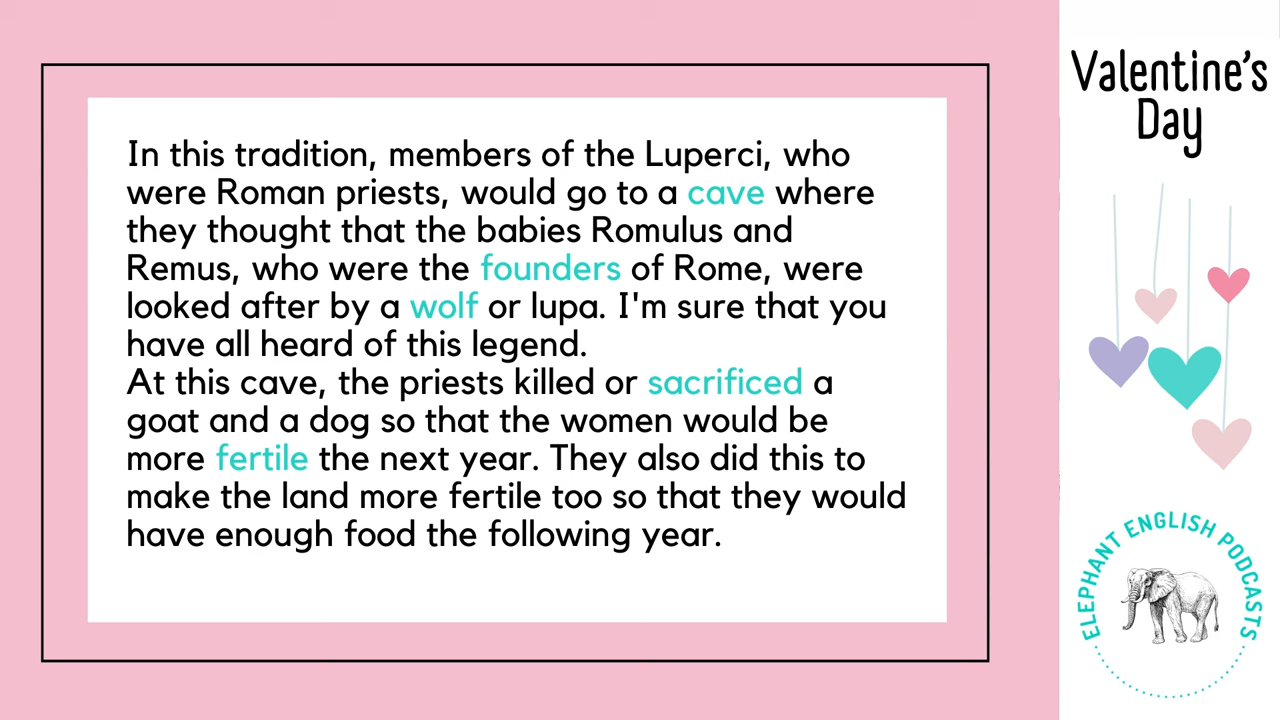 In this tradition, members of the Luperci, who
were Roman priests, would go to a cave where
they thought that the babies Romulus and
Remus, who were the founders of Rome, were
looked after by a wolf or lupa. I'm sure that you
have all heard of this legend.
At this cave, the priests killed or sacrificed a
goat and a dog so that the women would be
more fertile the next year. They also did this to
make the land more fertile too so that they would
have enough food the following year.
Valentine's
Day
ELEPHANT ENGLISH PODCASTS